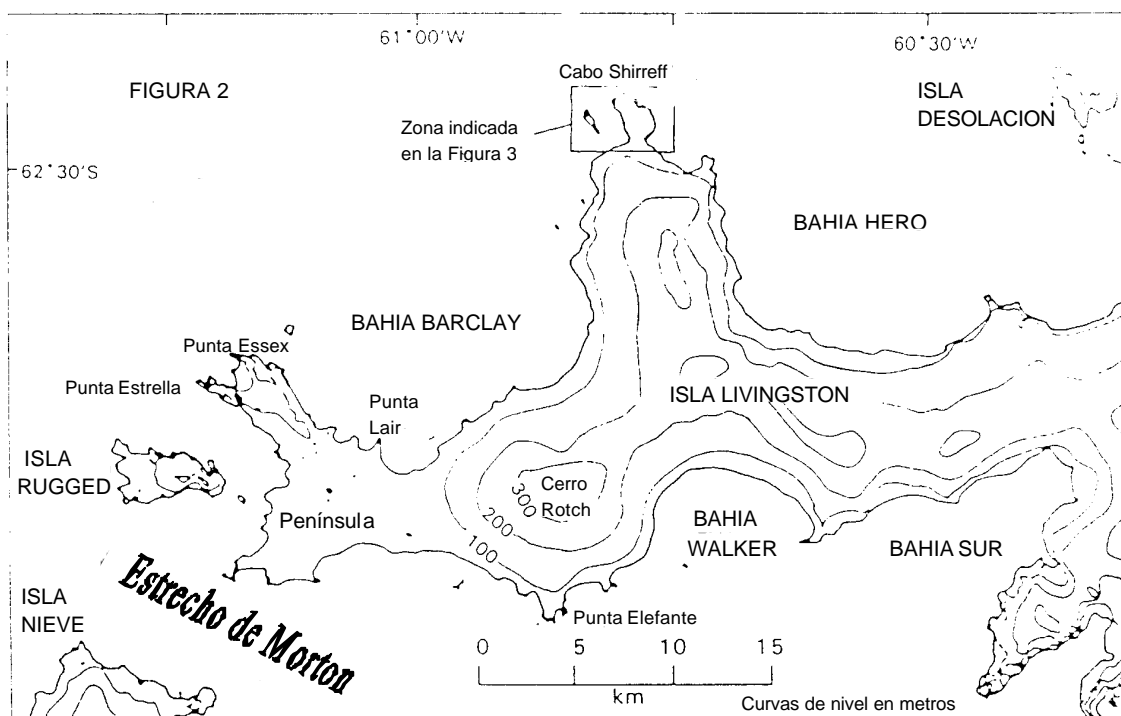 61°00'W
60°30'W
FIGURA 2
Cabo Shirreff
ISLA
DESOLACION
Zona indicada
en la Figura 3
62°30'S
BAHIA HERO
BAHIA BARCLAY
Punta Essex
Punta Estrella
Punta
Lair
ISLA LIVINGSTON
ISLA
RUGGED
300
Cerro
Rotch
200
100
Península
BAHIA
WALKER
BAHIA SUR
Estrecho de Morton
ISLA
NIEVE
Punta Elefante
0 5 10 15
km
Curvas de nivel en metros